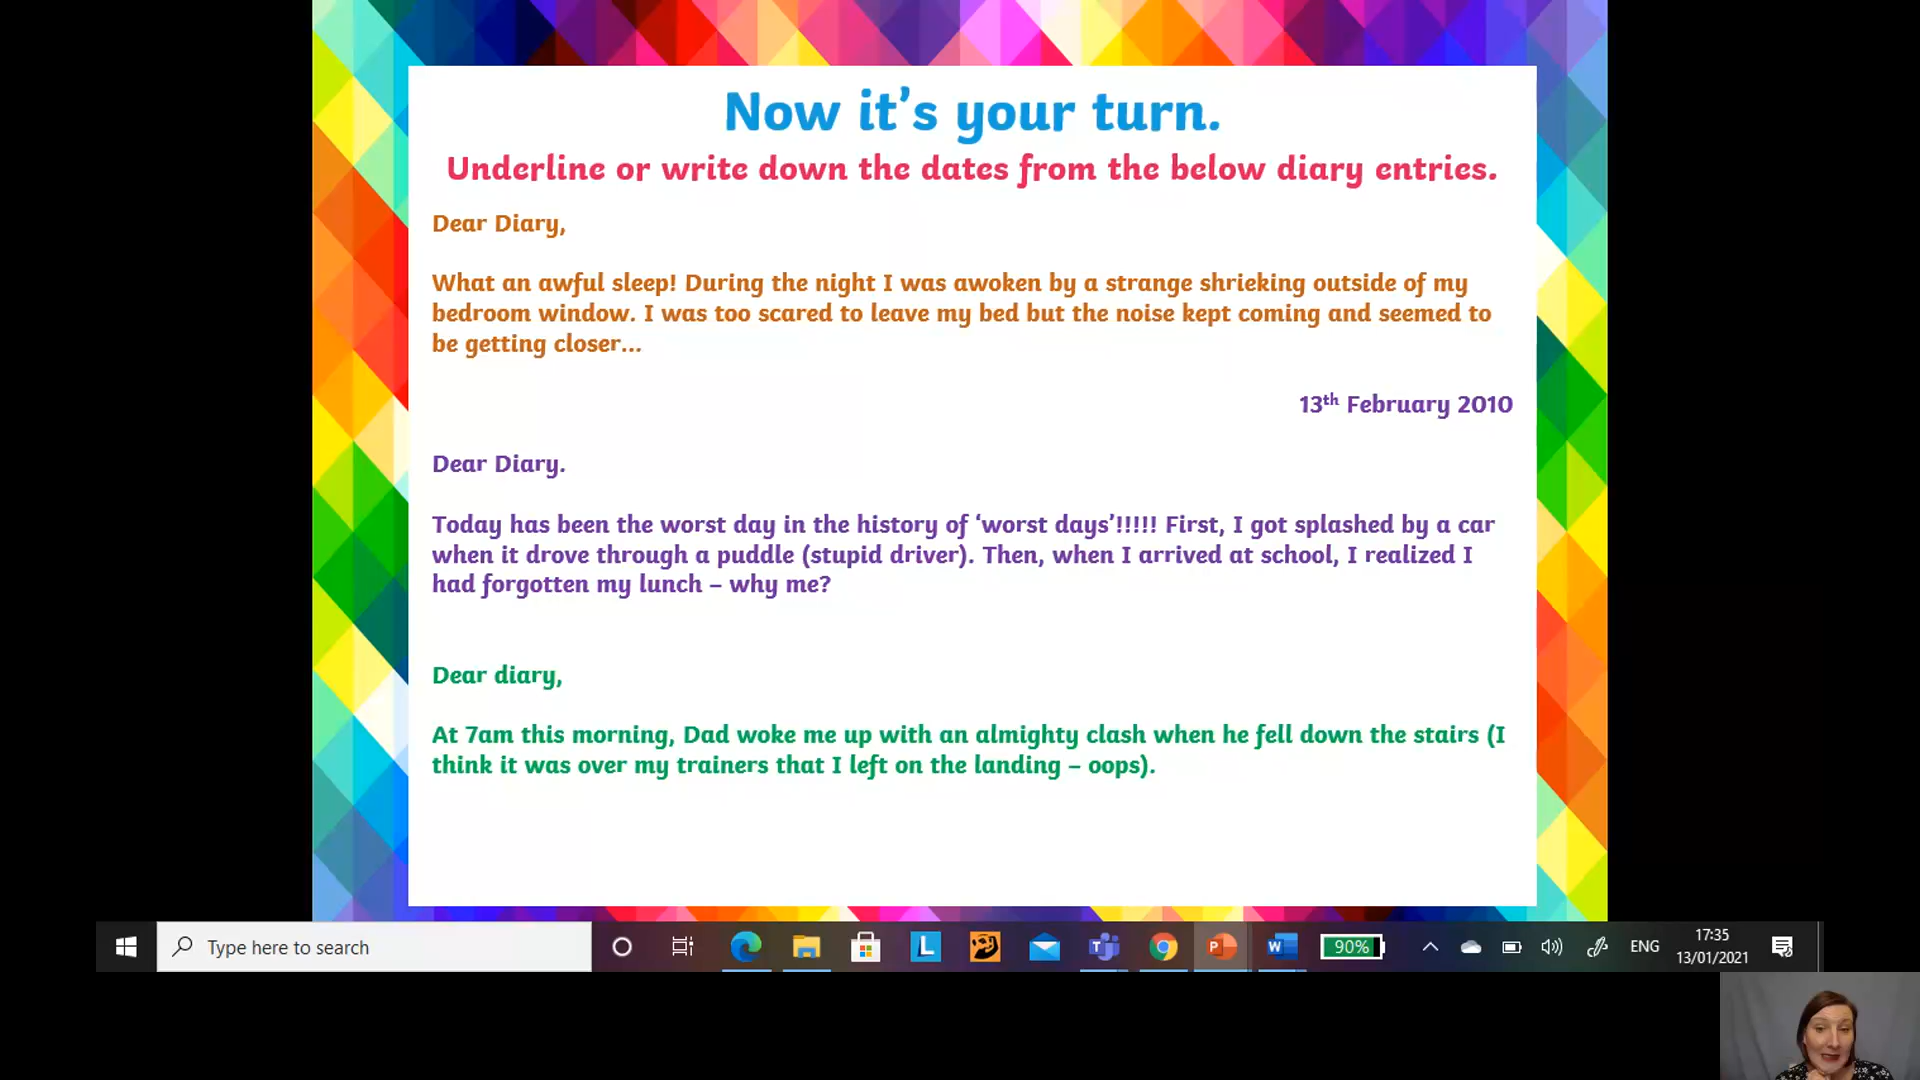 Now it’s your turn.
Underline or write down the dates from the below diary entries.
Dear Diary,
What an awful sleep! During the night I was awoken by a strange shrieking outside of my
bedroom window. I was too scared to leave my bed but the noise kept coming and seemed to
be getting closer...
13th February 2010
Dear Diary.
Today has been the worst day in the history of ‘worst days’!!!!! First, I got splashed by a car
when it drove through a puddle (stupid driver). Then, when I arrived at school, I realized I
had forgotten my lunch – why me?
Dear diary,
At 7am this morning, Dad woke me up with an almighty clash when he fell down the stairs (I
think it was over my trainers that I left on the landing – oops).
Type here to search
L
T
P
W
90%
ENG
17:35
13/01/2021